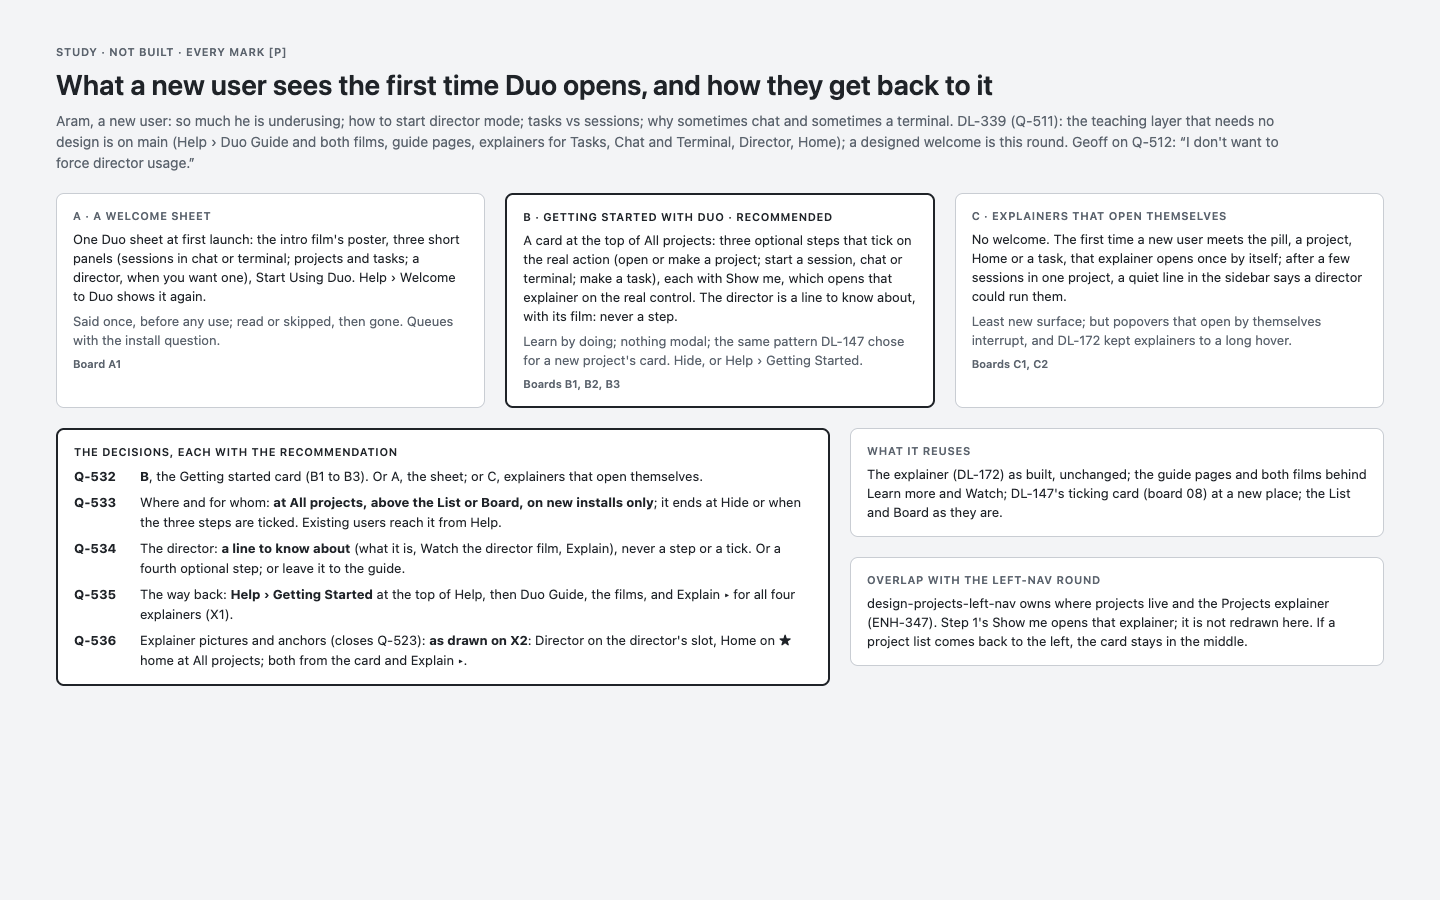 STUDY · NOT BUILT · EVERY MARK [P]
What a new user sees the first time Duo opens, and how they get back to it
Aram, a new user: so much he is underusing; how to start director mode; tasks vs sessions; why sometimes chat and sometimes a terminal. DL-339 (Q-511): the teaching layer that needs no
design is on main (Help › Duo Guide and both films, guide pages, explainers for Tasks, Chat and Terminal, Director, Home); a designed welcome is this round. Geoff on Q-512: “I don't want to
force director usage.”
A · A WELCOME SHEET
One Duo sheet at first launch: the intro film's poster, three short
panels (sessions in chat or terminal; projects and tasks; a
director, when you want one), Start Using Duo. Help › Welcome
to Duo shows it again.
Said once, before any use; read or skipped, then gone. Queues
with the install question.
Board A1
B · GETTING STARTED WITH DUO · RECOMMENDED
A card at the top of All projects: three optional steps that tick on
the real action (open or make a project; start a session, chat or
terminal; make a task), each with Show me, which opens that
explainer on the real control. The director is a line to know about,
with its film: never a step.
Learn by doing; nothing modal; the same pattern DL-147 chose
for a new project's card. Hide, or Help › Getting Started.
Boards B1, B2, B3
C · EXPLAINERS THAT OPEN THEMSELVES
No welcome. The first time a new user meets the pill, a project,
Home or a task, that explainer opens once by itself; after a few
sessions in one project, a quiet line in the sidebar says a director
could run them.
Least new surface; but popovers that open by themselves
interrupt, and DL-172 kept explainers to a long hover.
Boards C1, C2
THE DECISIONS, EACH WITH THE RECOMMENDATION
Q-532 B, the Getting started card (B1 to B3). Or A, the sheet; or C, explainers that open themselves.
Q-533 Where and for whom: at All projects, above the List or Board, on new installs only; it ends at Hide or when
the three steps are ticked. Existing users reach it from Help.
Q-534 The director: a line to know about (what it is, Watch the director film, Explain), never a step or a tick. Or a
fourth optional step; or leave it to the guide.
Q-535 The way back: Help › Getting Started at the top of Help, then Duo Guide, the films, and Explain ▸ for all four
explainers (X1).
Q-536 Explainer pictures and anchors (closes Q-523): as drawn on X2: Director on the director's slot, Home on ★
home at All projects; both from the card and Explain ▸.
WHAT IT REUSES
The explainer (DL-172) as built, unchanged; the guide pages and both films behind
Learn more and Watch; DL-147's ticking card (board 08) at a new place; the List
and Board as they are.
OVERLAP WITH THE LEFT-NAV ROUND
design-projects-left-nav owns where projects live and the Projects explainer
(ENH-347). Step 1's Show me opens that explainer; it is not redrawn here. If a
project list comes back to the left, the card stays in the middle.